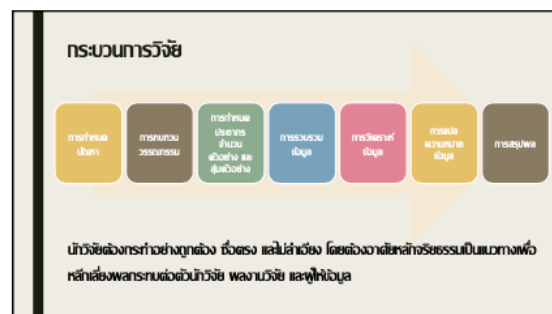 กระบวนการวิจัย
การกำหนด
ปัญหา
การทบทวน
วรรณกรรม
การกำหนด
ประชากร
จำนวน
ตัวอย่าง และ
สุ่มตัวอย่าง
การรวบรวม
ข้อมูล
การวิเคราะห์
ข้อมูล
การแปล
ความหมาย
ข้อมูล
การสรุปผล
นักวิจัยต้องกระทำอย่างถูกต้อง ซื่อตรง และไม่ลำเอียง โดยต้องอาศัยหลักจริยธรรมเป็นแนวทางเพื่อ
หลีกเลี่ยงผลกระทบต่อตัวนักวิจัย ผลงานวิจัย และผู้ให้ข้อมูล